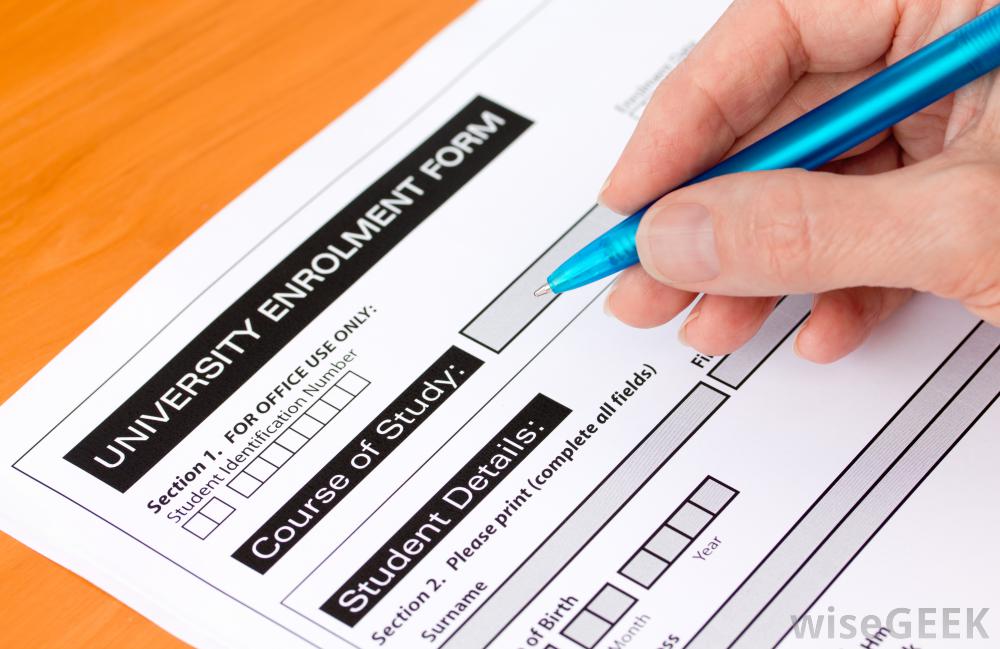 UNIVERSITY ENROLMENT FORM
Section 1. FOR OFFICE USE ONLY:
Student Identification Number
Course of Study:
Student Details:
Section 2. Please print (complete all fields)
Surname
of Birth
Month
Year
wiseGEEK